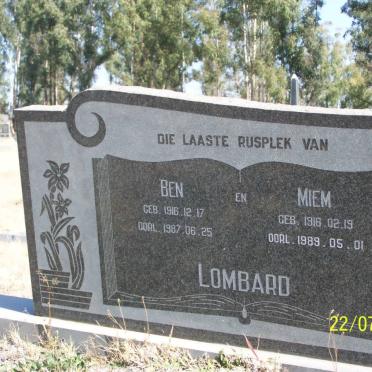 DIE LAASTE RUSPLEK VAN
BEN EN MIEM
GEB. 1916.12.17 GEB. 1916.02.19
OORL. 1987.06.25 OORL. 1989.05.01
LOMBARD
22/07